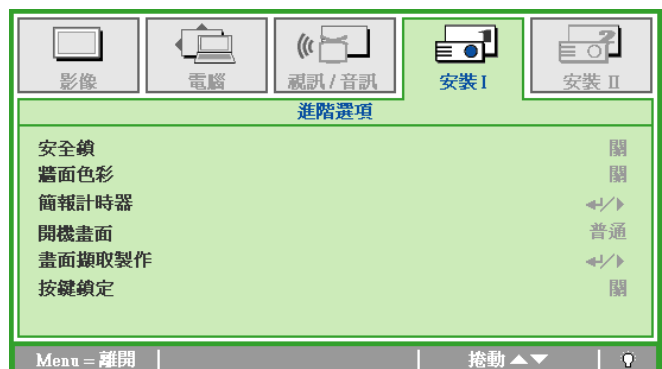 影像 電腦 視訊/音訊 安裝 I 安裝 II
進階選項
安全鎖 關
牆面色彩 關
簡報計時器
開機畫面 普通
畫面擷取製作
按鍵鎖定 關
Menu = 離開 捲動